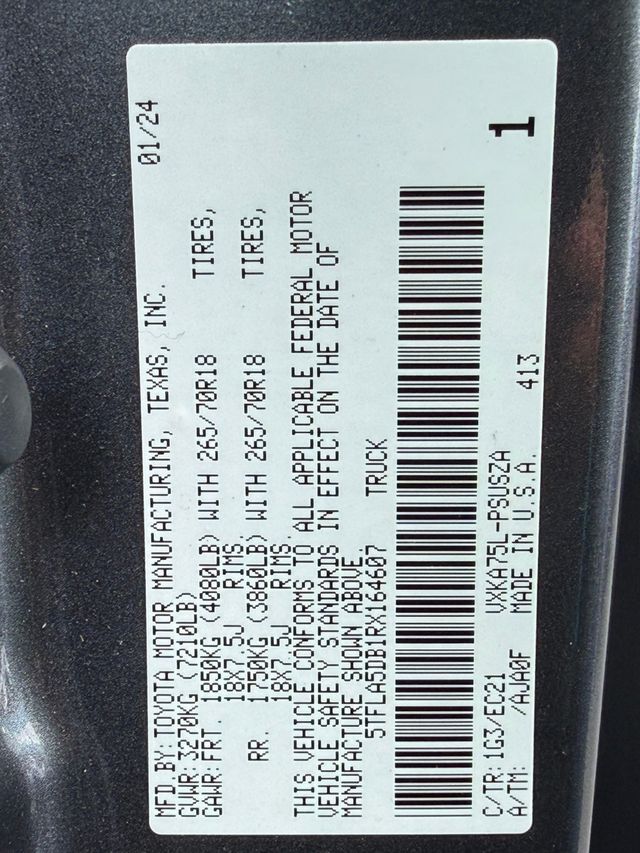 MFD BY:TOYOTA MOTOR MANUFACTURING, TEXAS, INC. 01/24
GVWR:3270KG (7210LB)
GAWR:FRT. 1850KG (4080LB) WITH 265/70R18 TIRES,
18X7.5J RIMS
RR. 1750KG (3860LB) WITH 265/70R18 TIRES,
18X7.5J RIMS.
THIS VEHICLE CONFORMS TO ALL APPLICABLE FEDERAL MOTOR
VEHICLE SAFETY STANDARDS IN EFFECT ON THE DATE OF
MANUFACTURE SHOWN ABOVE.
5TFLA5DB1RX164607 TRUCK
C/TR:1G3/EC21 VXKA75L-PSUSZA 1
A/TM: /AJA0F MADE IN U.S.A. 413